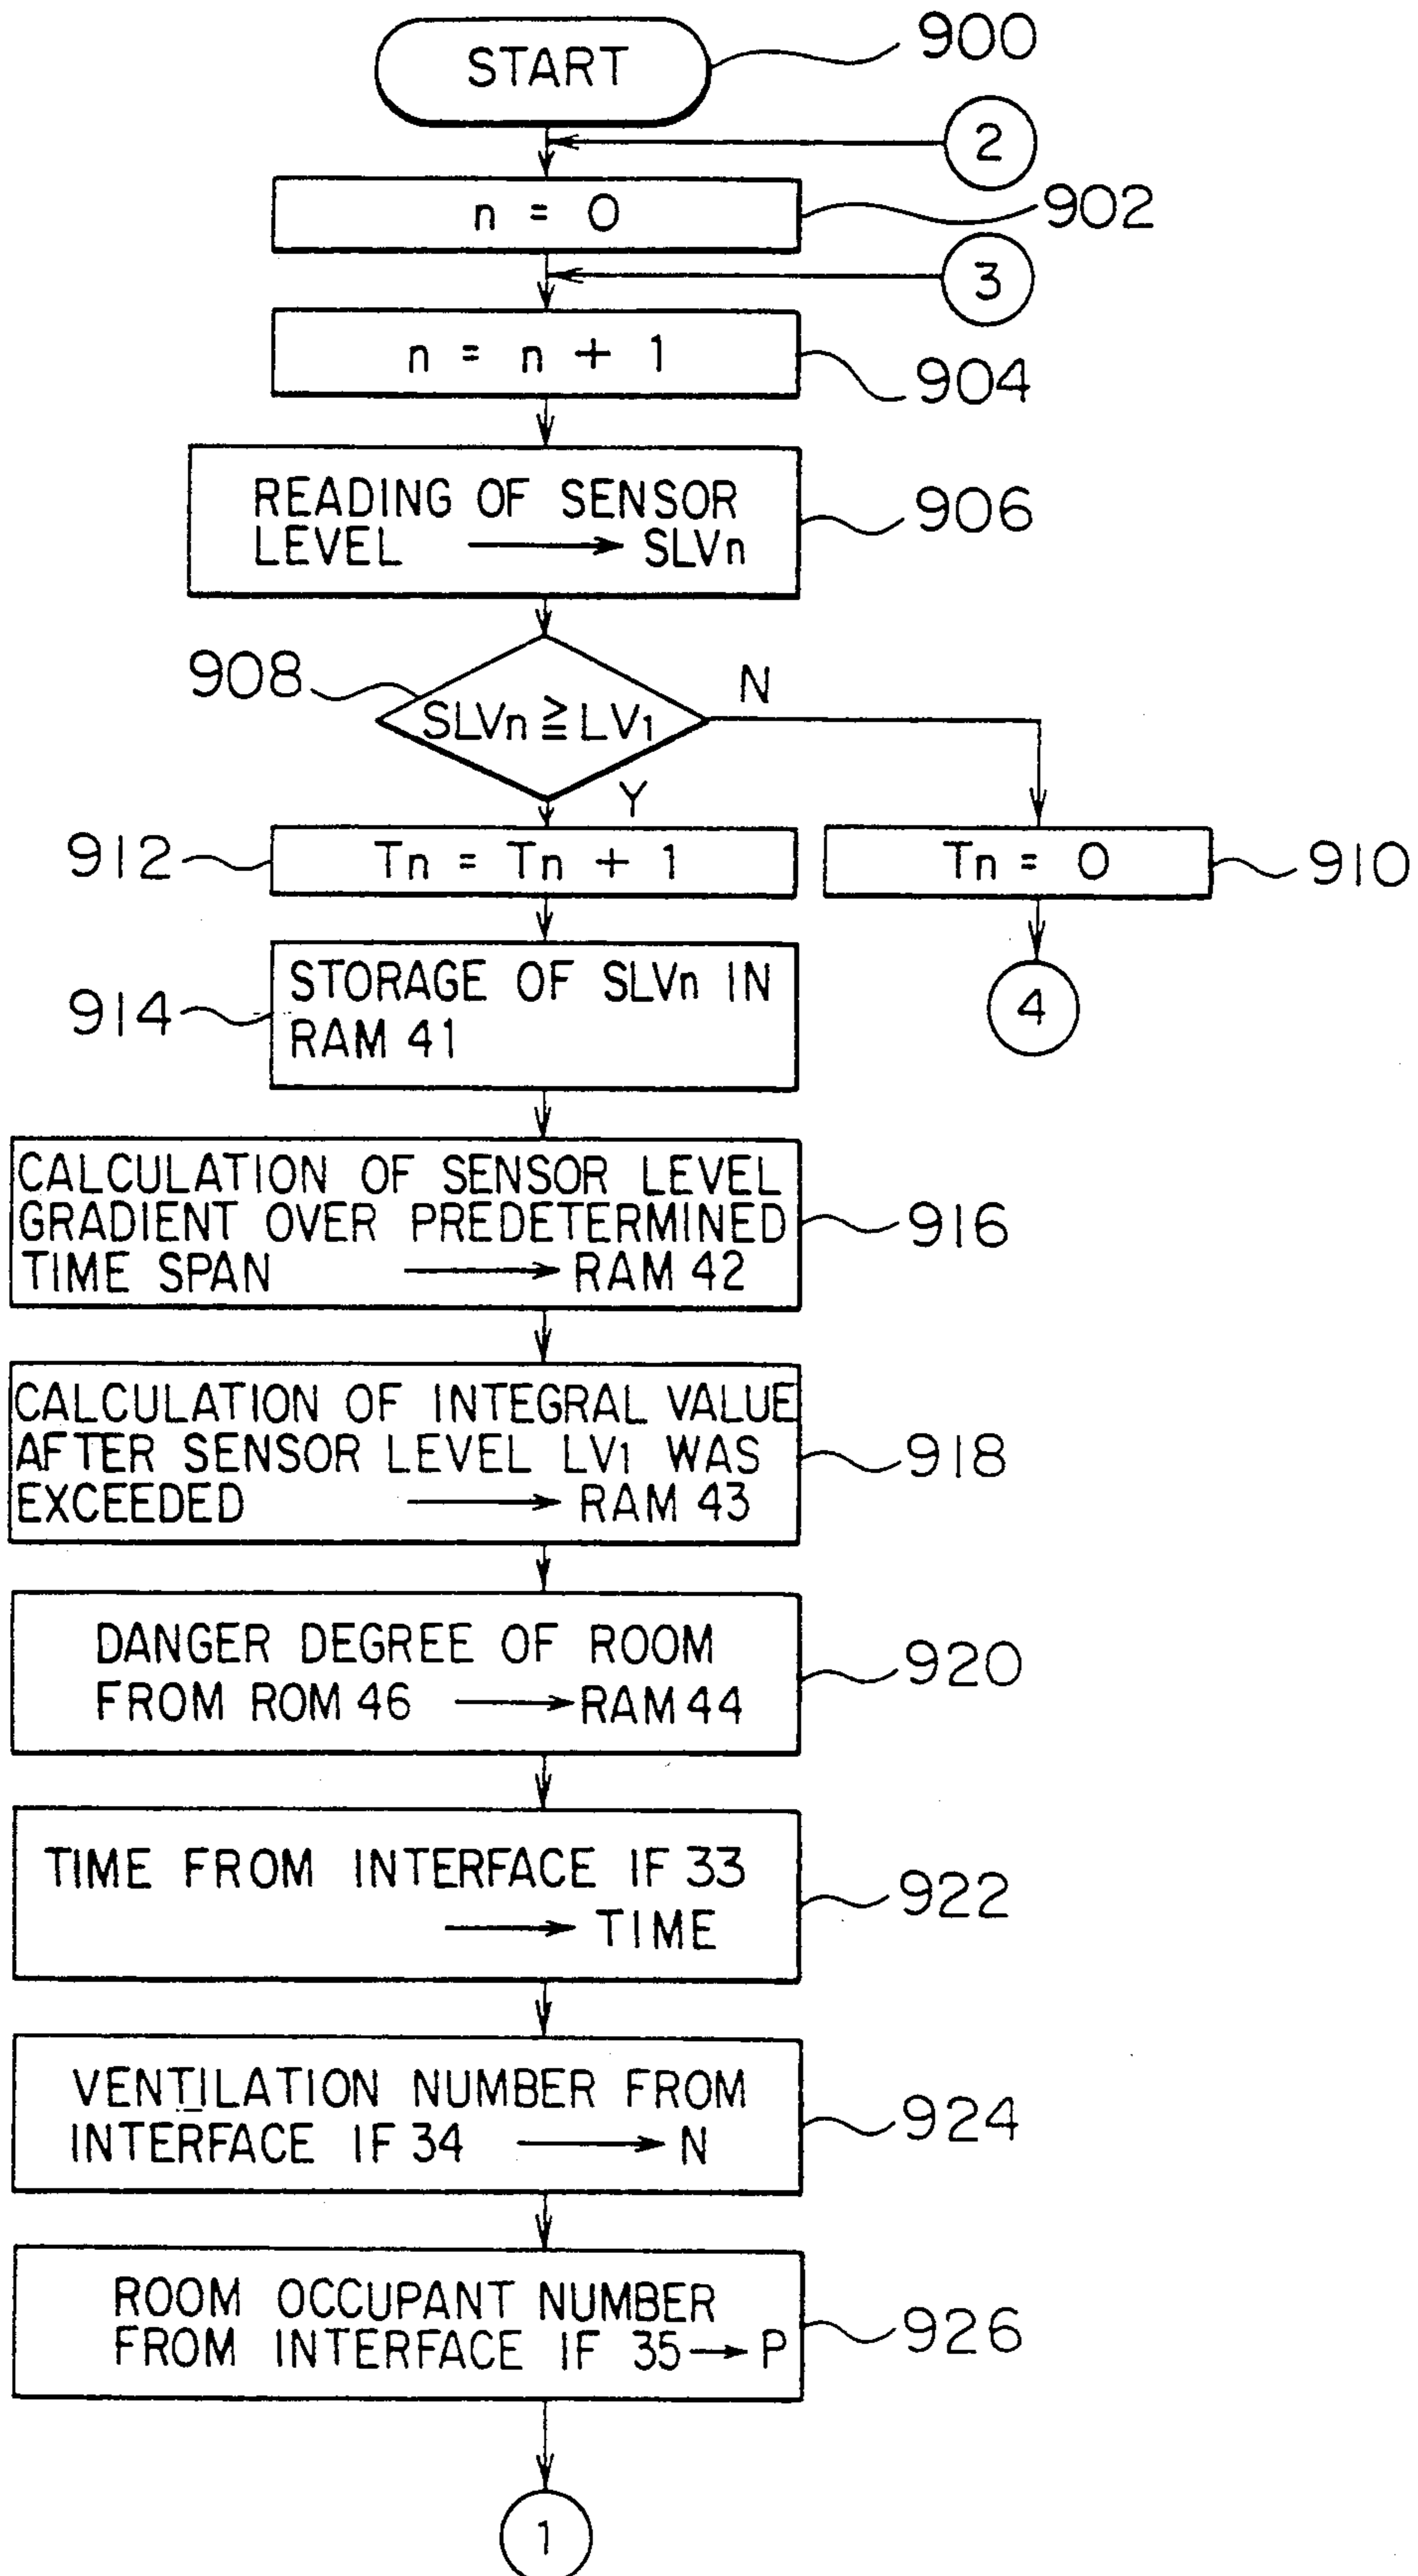 START
900
2
n = 0
902
3
n = n + 1
904
READING OF SENSOR
LEVEL → SLVn
906
908
SLVn ≧ LV1
N
Y
912
Tn = Tn + 1
Tn = 0
910
914
STORAGE OF SLVn IN
RAM 41
4
CALCULATION OF SENSOR LEVEL
GRADIENT OVER PREDETERMINED
TIME SPAN → RAM 42
916
CALCULATION OF INTEGRAL VALUE
AFTER SENSOR LEVEL LV1 WAS
EXCEEDED → RAM 43
918
DANGER DEGREE OF ROOM
FROM ROM 46 → RAM 44
920
TIME FROM INTERFACE IF 33
→ TIME
922
VENTILATION NUMBER FROM
INTERFACE IF 34 → N
924
ROOM OCCUPANT NUMBER
FROM INTERFACE IF 35 → P
926
1